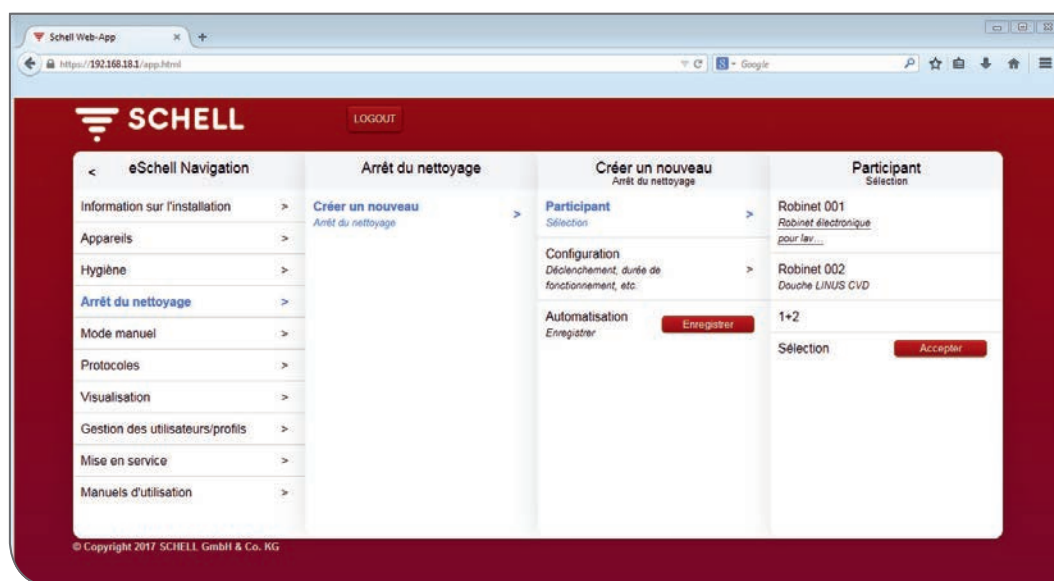 Schell Web-App
https://192.168.18.1/app.html
Google
SCHELL
LOGOUT
< eSchell Navigation
Information sur l'installation >
Appareils >
Hygiène >
Arrêt du nettoyage >
Mode manuel >
Protocoles >
Visualisation >
Gestion des utilisateurs/profils >
Mise en service >
Manuels d'utilisation >
Arrêt du nettoyage
Créer un nouveau >
Arrêt du nettoyage
Créer un nouveau
Arrêt du nettoyage
Participant >
Sélection
Configuration
Déclenchement, durée de >
fonctionnement, etc.
Automatisation
Enregistrer
Enregistrer
Participant
Sélection
Robinet 001
Robinet électronique
pour lav...
Robinet 002
Douche LINUS CVD
1+2
Sélection Accepter
© Copyright 2017 SCHELL GmbH & Co. KG